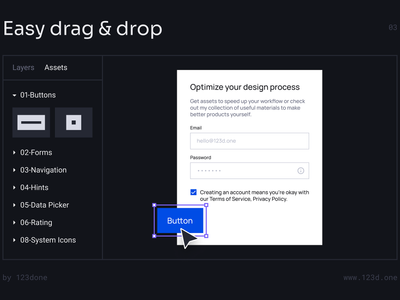 Easy drag & drop
#3
Layers Assets
01-Buttons
02-Forms
03-Navigation
04-Hints
05-Data Picker
06-Rating
08-System Icons
Optimize your design process
Get assets to speed up your workflow or check
out my collection of useful materials to make
better products yourself.
Email
hello@123d.one
Password
Creating an account means you're okay with
our Terms of Service, Privacy Policy.
Button
by 123done
www.123d.one